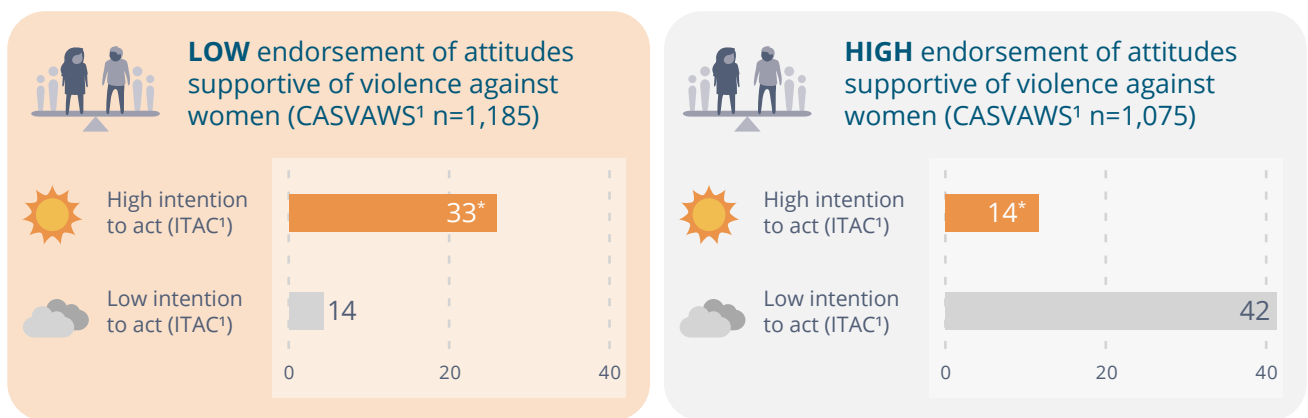 LOW endorsement of attitudes
supportive of violence against
women (CASVAWS¹ n=1,185)
High intention
to act (ITAC¹)
33*
Low intention
to act (ITAC¹)
14
0 20 40
HIGH endorsement of attitudes
supportive of violence against
women (CASVAWS¹ n=1,075)
High intention
to act (ITAC¹)
14*
Low intention
to act (ITAC¹)
42
0 20 40